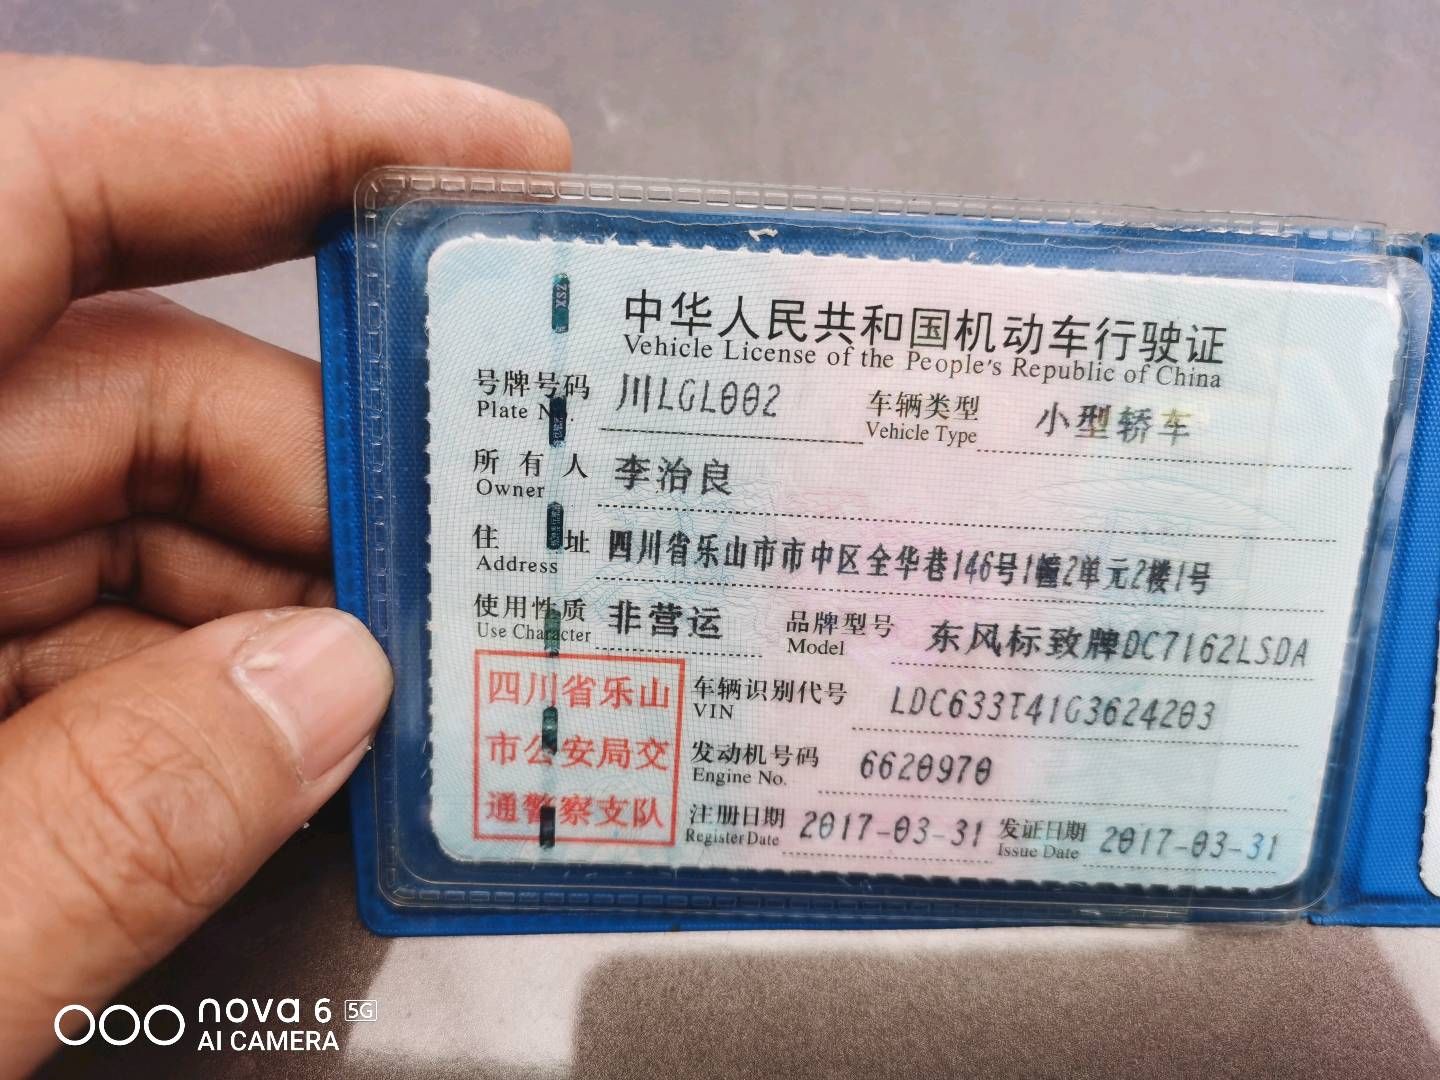 中华人民共和国机动车行驶证
Vehicle License of the People's Republic of China
号牌号码 川LGL002 车辆类型 小型轿车
Plate N Vehicle Type
所有人 李治良
Owner
住址 四川省乐山市市中区全华巷146号1幢2单元2楼1号
Address
使用性质 非营运 品牌型号 东风标致牌DC7162LSDA
Use Character Model
四川省乐山
市公安局交
通警察支队
车辆识别代号 LDC633T41G3624203
VIN
发动机号码 6620970
Engine No.
注册日期 2017-03-31 发证日期 2017-03-31
Register Date Issue Date
nova 6 5G
AI CAMERA